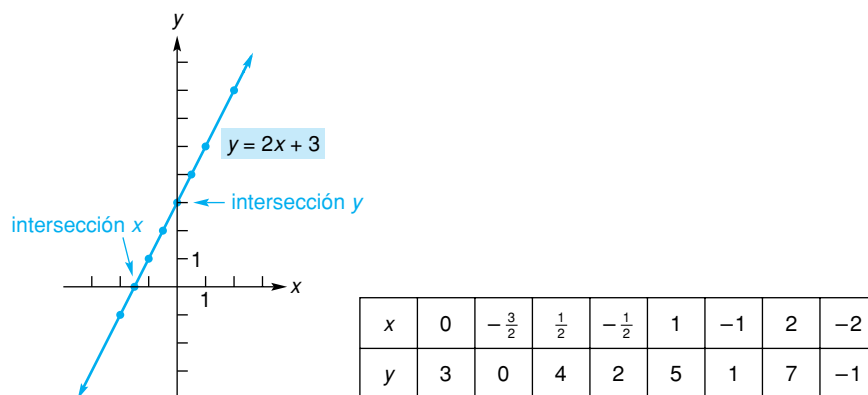 y
y = 2x + 3
intersección y
intersección x
1
x
1
x 0 −3/2 1/2 −1/2 1 −1 2 −2
y 3 0 4 2 5 1 7 −1